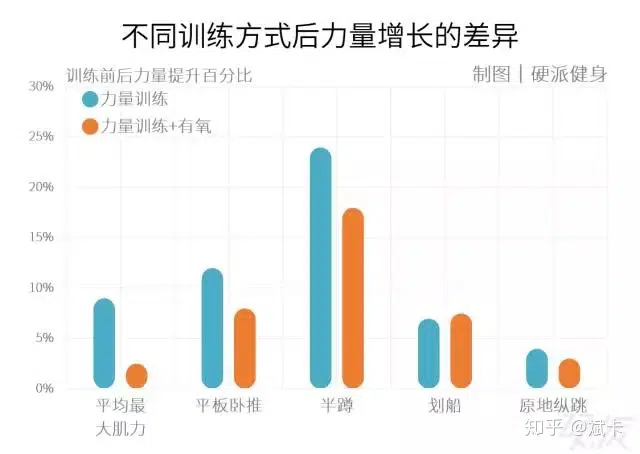 不同训练方式后力量增长的差异
训练前后力量提升百分比
制图｜硬派健身
30%
力量训练
力量训练+有氧
25%
20%
15%
10%
5%
0%
平均最
大肌力
平板卧推
半蹲
划船
原地纵跳
知乎 @斌卡